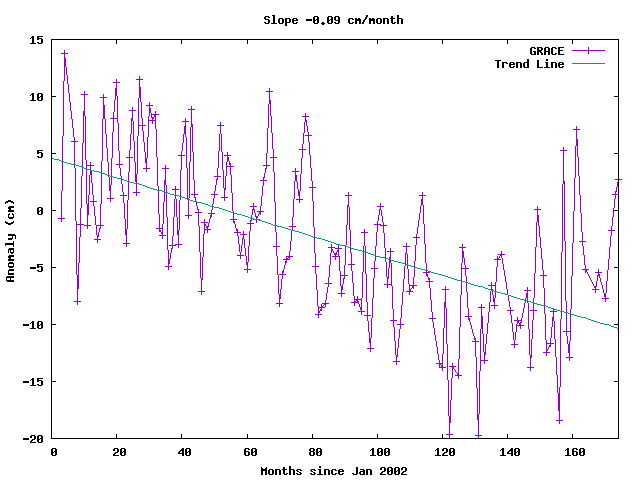 Slope -0.09 cm/month
GRACE
Trend Line
15
10
5
0
-5
-10
-15
-20
Anomaly (cm)
0 20 40 60 80 100 120 140 160
Months since Jan 2002